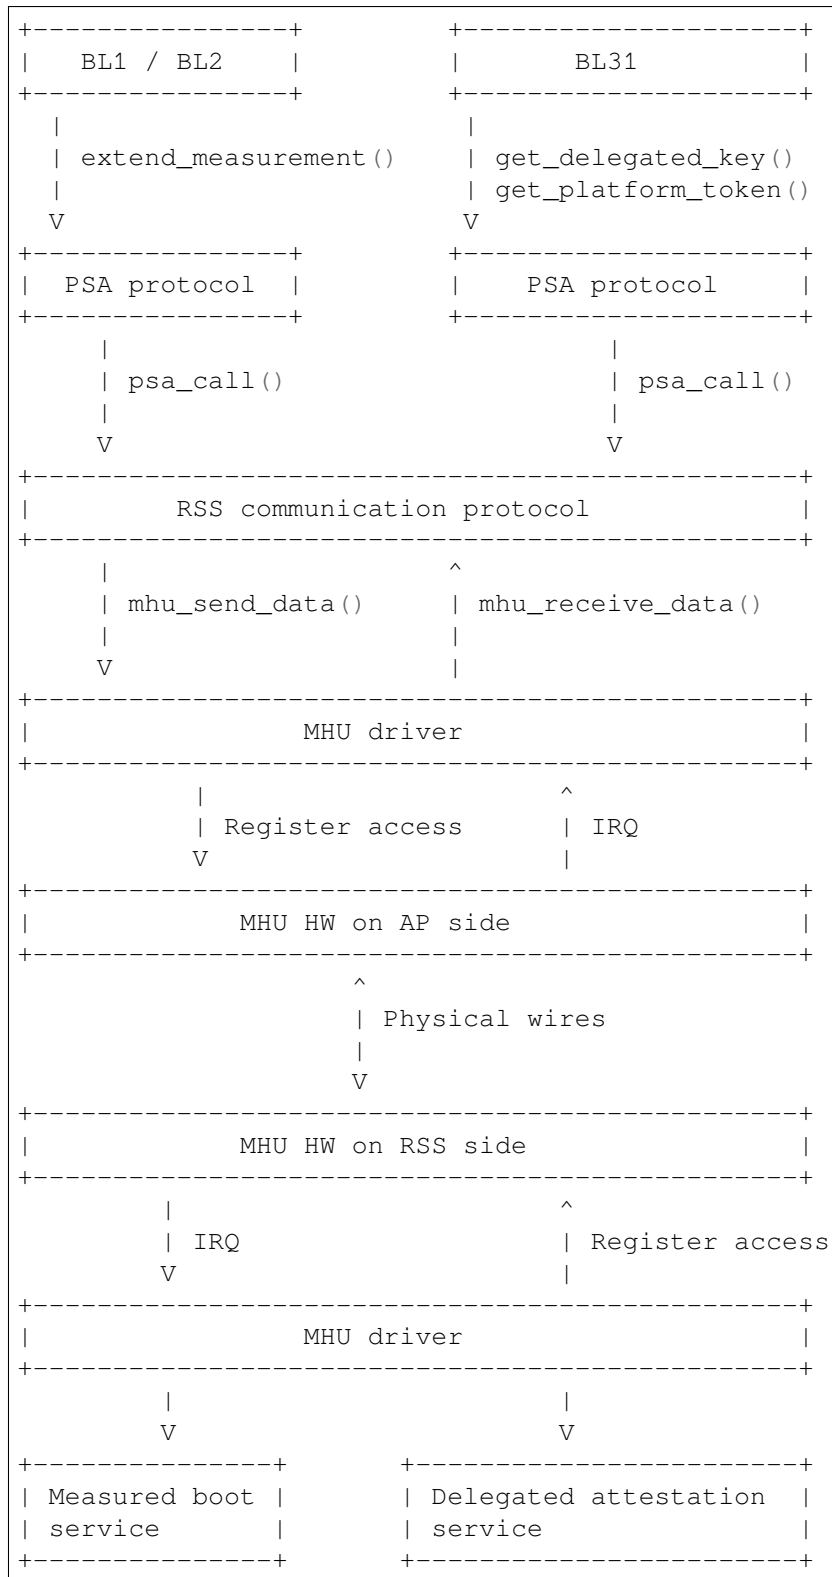 +----------------+         +---------------------+
|   BL1 / BL2    |         |       BL31          |
+----------------+         +---------------------+
  |                         |
  | extend_measurement()    | get_delegated_key()
  |                         | get_platform_token()
  V                         V
+----------------+         +---------------------+
|  PSA protocol  |         |    PSA protocol     |
+----------------+         +---------------------+
     |                               |
     | psa_call()                    | psa_call()
     |                               |
     V                               V
+------------------------------------------------+
|         RSS communication protocol             |
+------------------------------------------------+
     |                     ^
     | mhu_send_data()     | mhu_receive_data()
     |                     |
     V                     |
+------------------------------------------------+
|                 MHU driver                     |
+------------------------------------------------+
           |                      ^
           | Register access      | IRQ
           V                      |
+------------------------------------------------+
|             MHU HW on AP side                  |
+------------------------------------------------+
                     ^
                     | Physical wires
                     |
                     V
+------------------------------------------------+
|             MHU HW on RSS side                 |
+------------------------------------------------+
         |                        ^
         | IRQ                    | Register access
         V                        |
+------------------------------------------------+
|                 MHU driver                     |
+------------------------------------------------+
         |                        |
         V                        V
+---------------+       +------------------------+
| Measured boot |       | Delegated attestation  |
| service       |       | service                |
+---------------+       +------------------------+